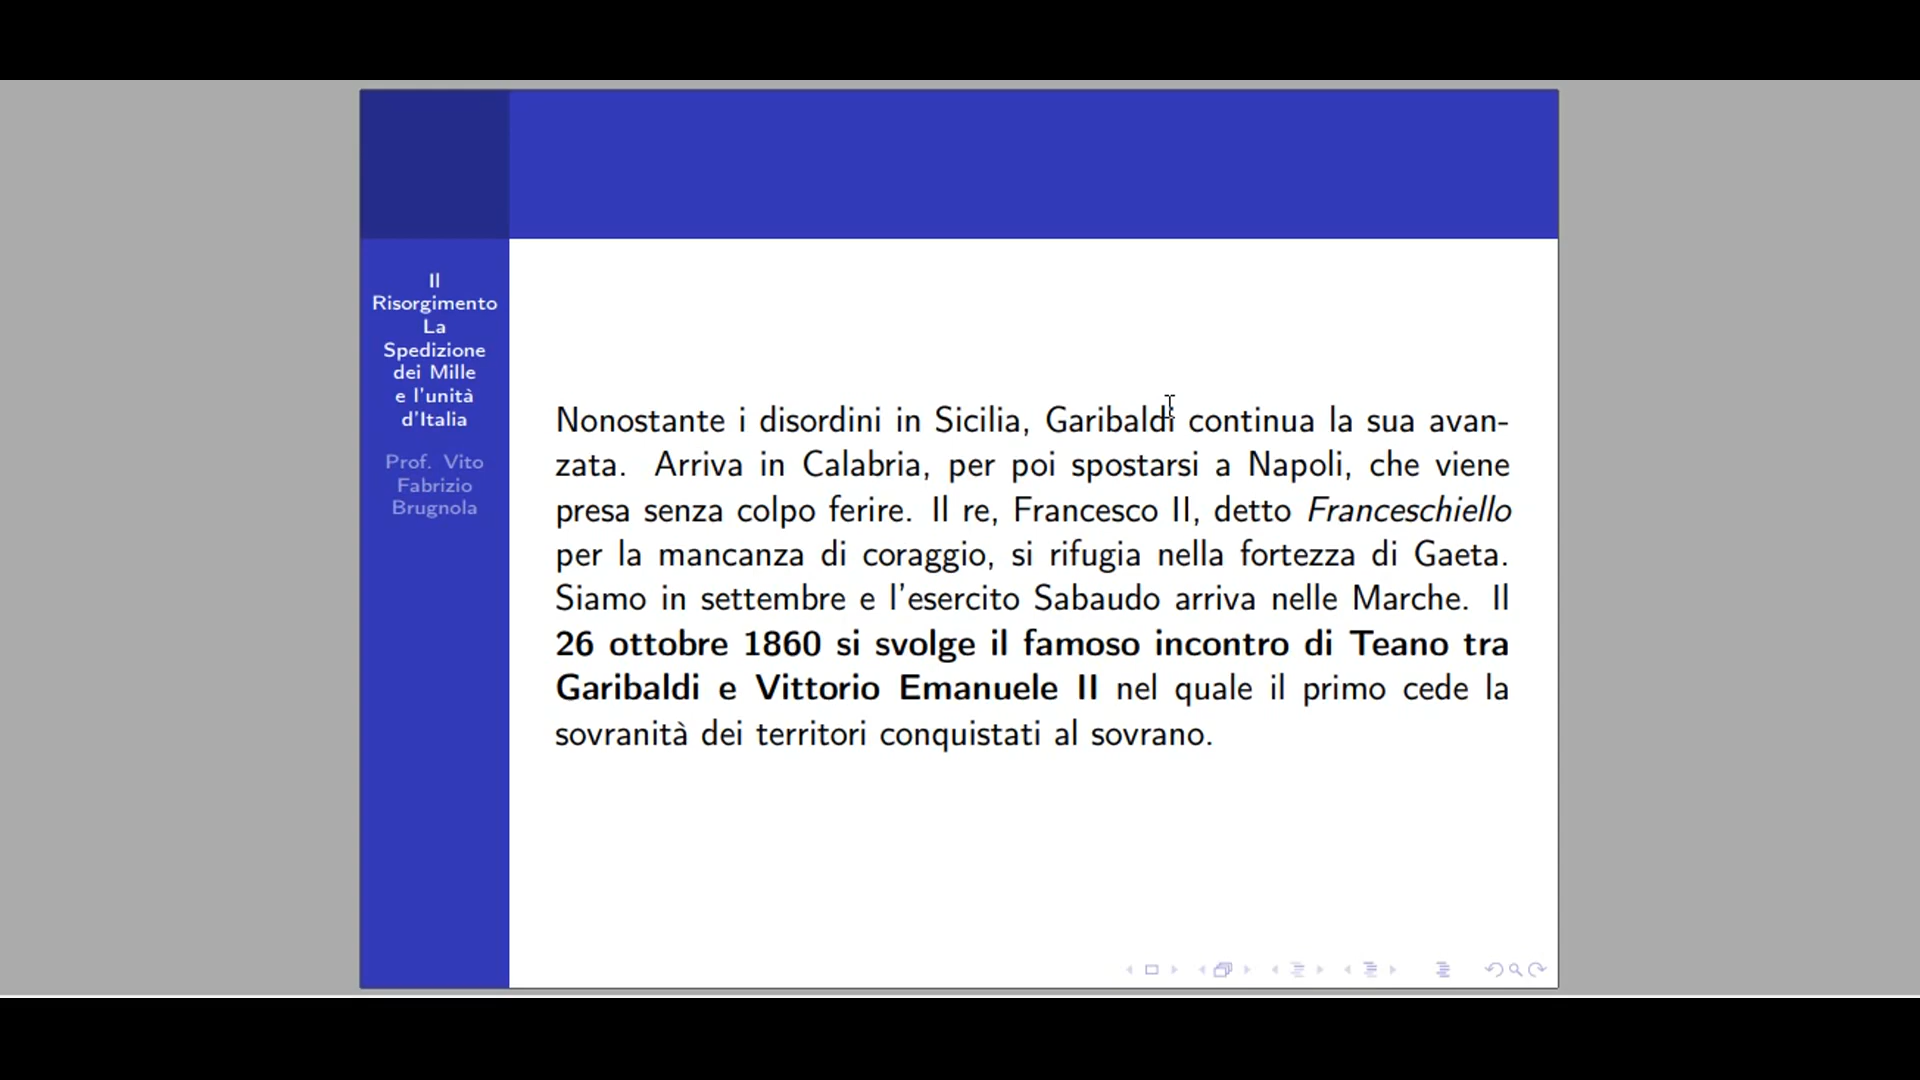 Il
Risorgimento
La
Spedizione
dei Mille
e l'unità
d'Italia
Prof. Vito
Fabrizio
Brugnola
Nonostante i disordini in Sicilia, Garibaldi continua la sua avan-
zata. Arriva in Calabria, per poi spostarsi a Napoli, che viene
presa senza colpo ferire. Il re, Francesco II, detto Franceschiello
per la mancanza di coraggio, si rifugia nella fortezza di Gaeta.
Siamo in settembre e l'esercito Sabaudo arriva nelle Marche. Il
26 ottobre 1860 si svolge il famoso incontro di Teano tra
Garibaldi e Vittorio Emanuele II nel quale il primo cede la
sovranità dei territori conquistati al sovrano.